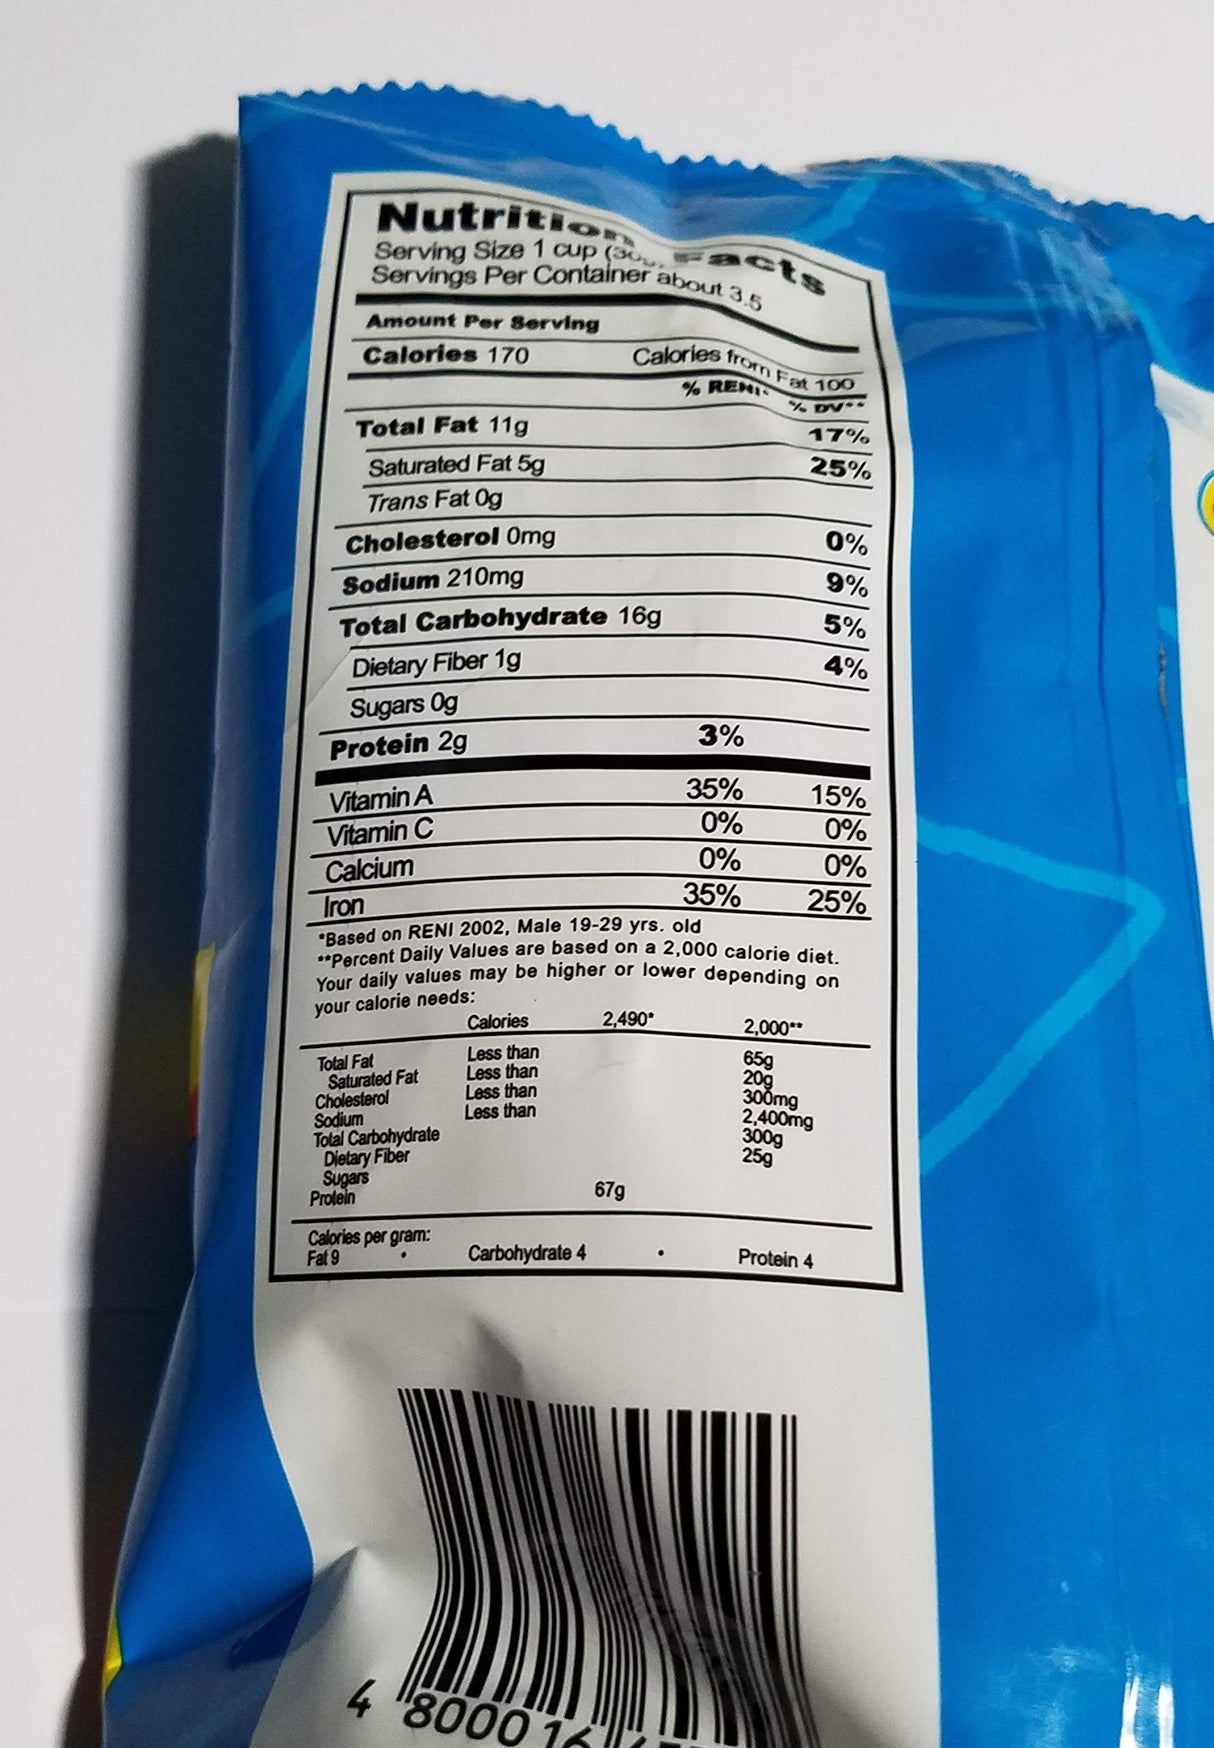 Nutrition Facts
Serving Size 1 cup
Servings Per Container about 3.5
Amount Per Serving
Calories 170 Calories from Fat 100
% RENI* % DV**
Total Fat 11g 17%
Saturated Fat 5g 25%
Trans Fat 0g
Cholesterol 0mg 0%
Sodium 210mg 9%
Total Carbohydrate 16g 5%
Dietary Fiber 1g 4%
Sugars 0g
Protein 2g 3%
Vitamin A 35% 15%
Vitamin C 0% 0%
Calcium 0% 0%
Iron 35% 25%
*Based on RENI 2002, Male 19-29 yrs. old
**Percent Daily Values are based on a 2,000 calorie diet.
Your daily values may be higher or lower depending on
your calorie needs:
Calories 2,490* 2,000**
Total Fat Less than 65g
Saturated Fat Less than 20g
Cholesterol Less than 300mg
Sodium Less than 2,400mg
Total Carbohydrate 300g
Dietary Fiber 25g
Sugars
Protein 67g
Calories per gram:
Fat 9 • Carbohydrate 4 • Protein 4
4 800016